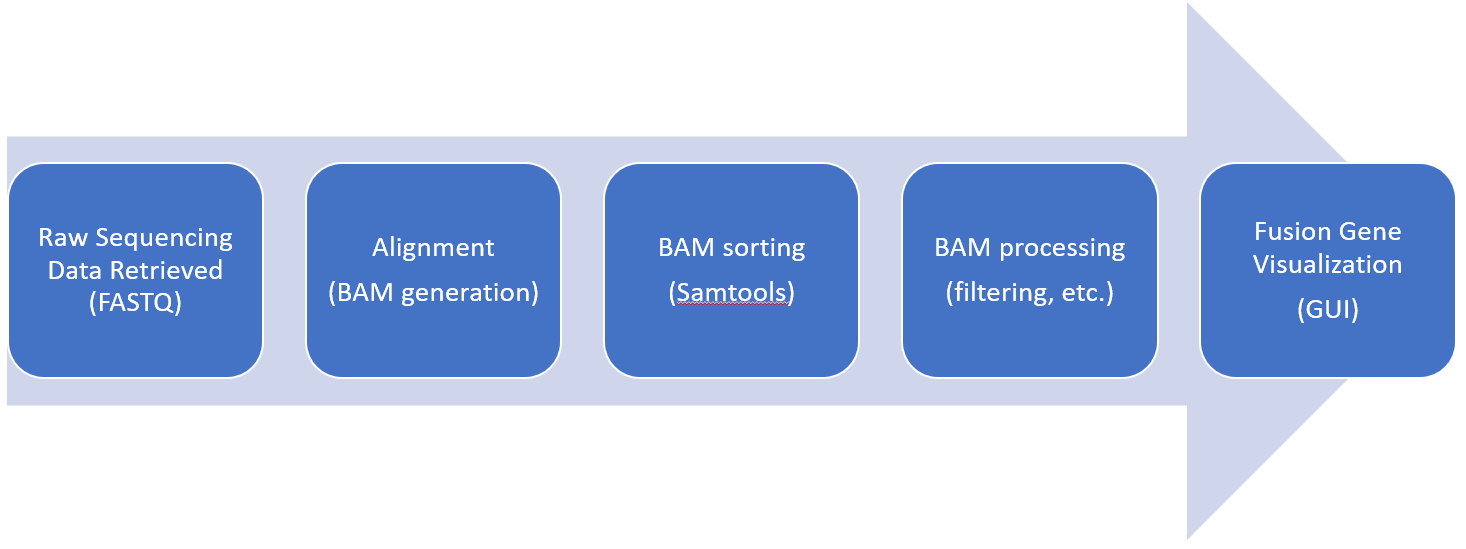 Raw Sequencing
Data Retrieved
(FASTQ)
Alignment
(BAM generation)
BAM sorting
(Samtools)
BAM processing
(filtering, etc.)
Fusion Gene
Visualization
(GUI)